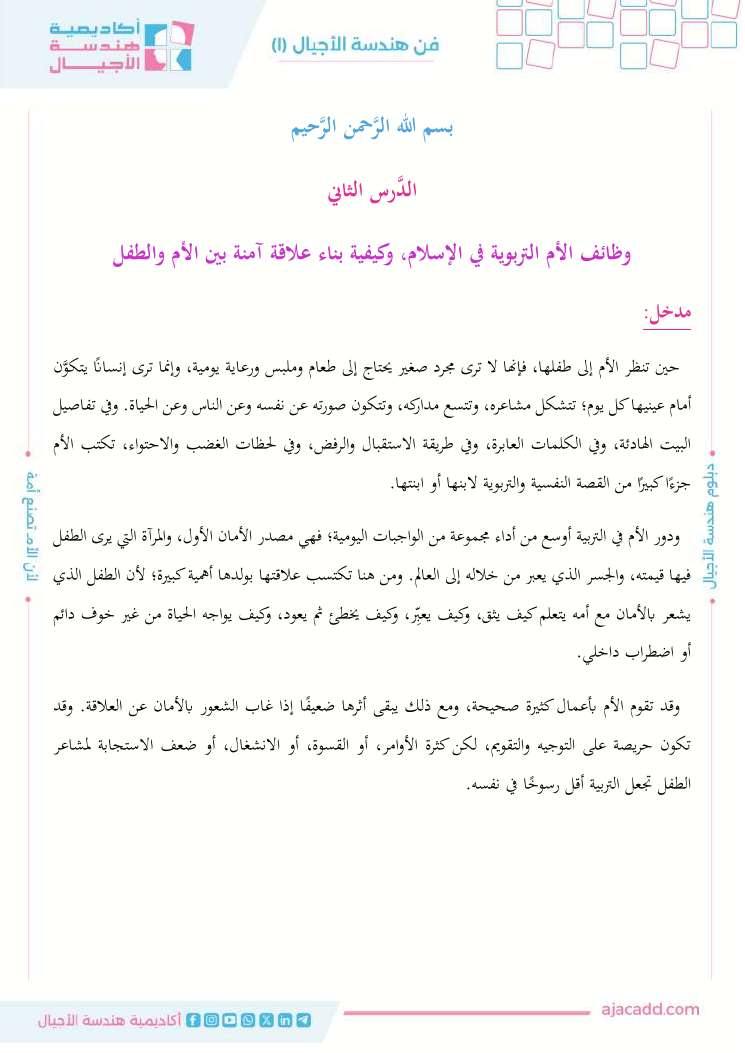 فن هندسة الأجيال (١)
أكاديمية
هندسة
الأجيال
بسم الله الرَّحمن الرَّحيم
الدَّرس الثاني
وظائف الأم التربوية في الإسلام، وكيفية بناء علاقة آمنة بين الأم والطفل
مدخل:
حين تنظر الأم إلى طفلها، فإنها لا ترى مجرد صغير يحتاج إلى طعام وملبس ورعاية يومية، وإنما ترى إنسانًا يتكوَّن
أمام عينيها كل يوم؛ تتشكل مشاعره، وتتسع مداركه، وتتكون صورته عن نفسه وعن الناس وعن الحياة. وفي تفاصيل
البيت الهادئة، وفي الكلمات العابرة، وفي طريقة الاستقبال والرفض، وفي لحظات الغضب والاحتواء، تكتب الأم
جزءًا كبيرًا من القصة النفسية والتربوية لابنها أو ابنتها.
ودور الأم في التربية أوسع من أداء مجموعة من الواجبات اليومية؛ فهي مصدر الأمان الأول، والمرآة التي يرى الطفل
فيها قيمته، والجسر الذي يعبر من خلاله إلى العالم. ومن هنا تكتسب علاقتها بولدها أهمية كبيرة؛ لأن الطفل الذي
يشعر بالأمان مع أمه يتعلم كيف يثق، وكيف يعبِّر، وكيف يخطئ ثم يعود، وكيف يواجه الحياة من غير خوف دائم
أو اضطراب داخلي.
وقد تقوم الأم بأعمال كثيرة صحيحة، ومع ذلك يبقى أثرها ضعيفًا إذا غاب الشعور بالأمان عن العلاقة. وقد
تكون حريصة على التوجيه والتقويم، لكن كثرة الأوامر، أو القسوة، أو الانشغال، أو ضعف الاستجابة لمشاعر
الطفل تجعل التربية أقل رسوخًا في نفسه.
دبلوم هندسة الأجيال
لأن الأم تصنع أمة
ajacadd.com
أكاديمية هندسة الأجيال